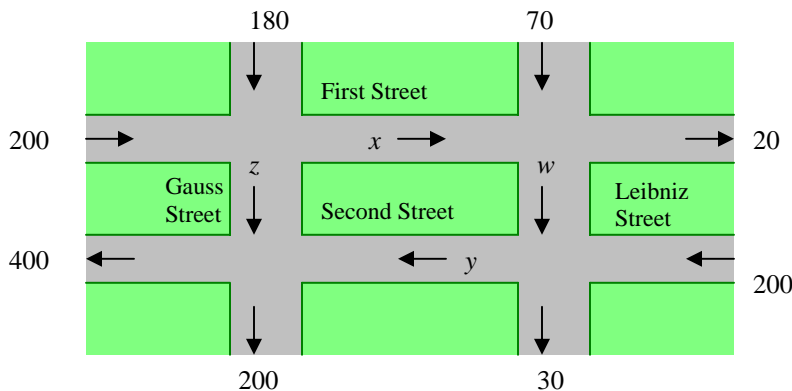 180 70
First Street
200 x 20
z w
Gauss Street
Second Street
Leibniz Street
400 y 200
200 30